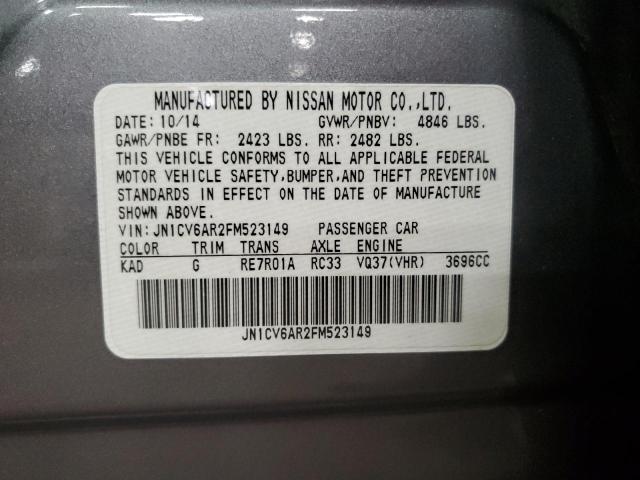 MANUFACTURED BY NISSAN MOTOR CO.,LTD.
DATE: 10/14 GVWR/PNBV: 4846 LBS.
GAWR/PNBE FR: 2423 LBS. RR: 2482 LBS.
THIS VEHICLE CONFORMS TO ALL APPLICABLE FEDERAL
MOTOR VEHICLE SAFETY,BUMPER,AND THEFT PREVENTION
STANDARDS IN EFFECT ON THE DATE OF MANUFACTURE
SHOWN ABOVE.
VIN: JN1CV6AR2FM523149 PASSENGER CAR
COLOR TRIM TRANS AXLE ENGINE
KAD G RE7R01A RC33 VQ37(VHR) 3696CC
JN1CV6AR2FM523149